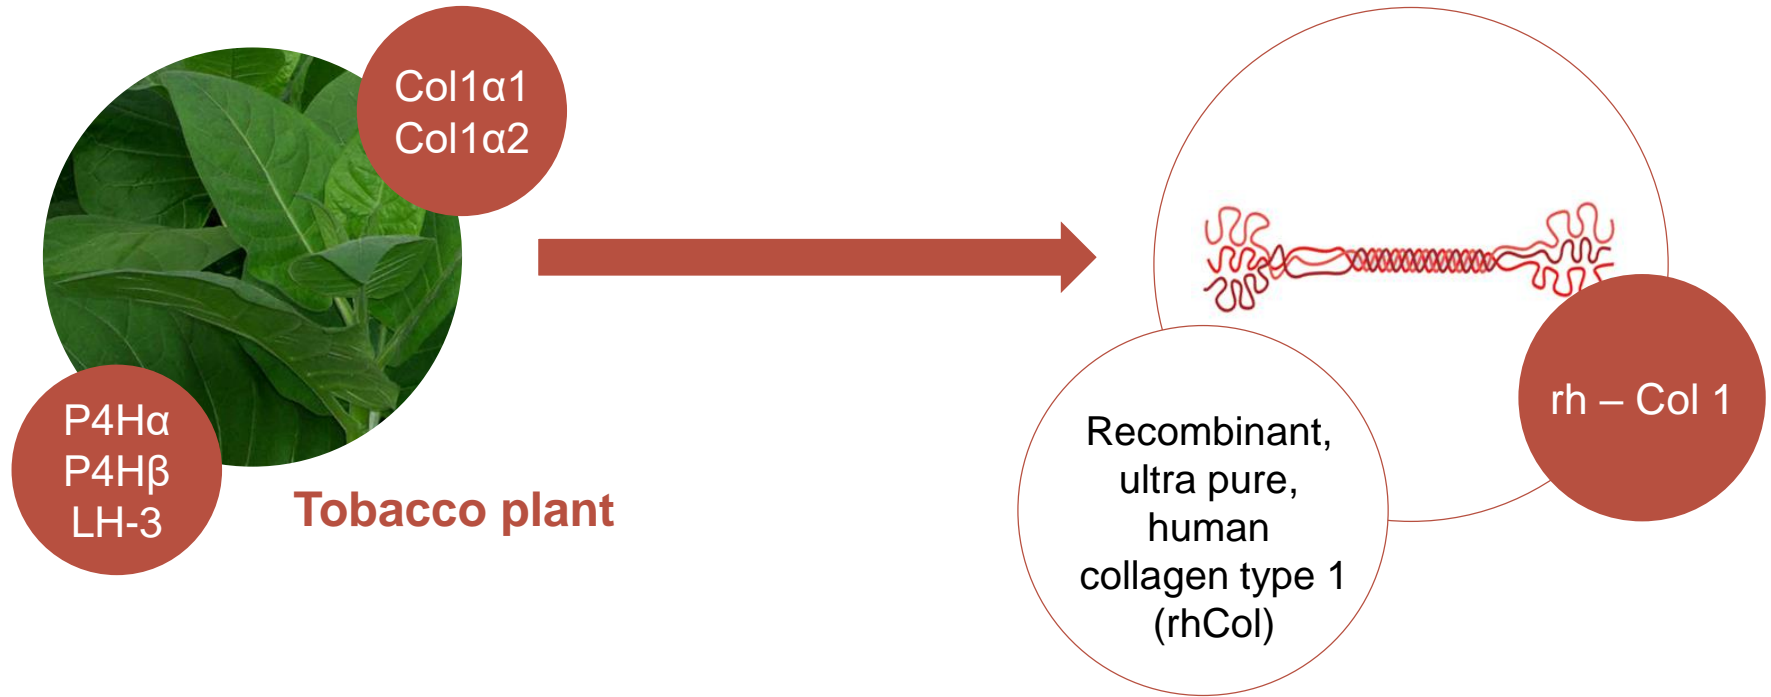 Col1α1
Col1α2
P4Hα
P4Hβ
LH-3
Tobacco plant
rh – Col 1
Recombinant,
ultra pure,
human
collagen type 1
(rhCol)